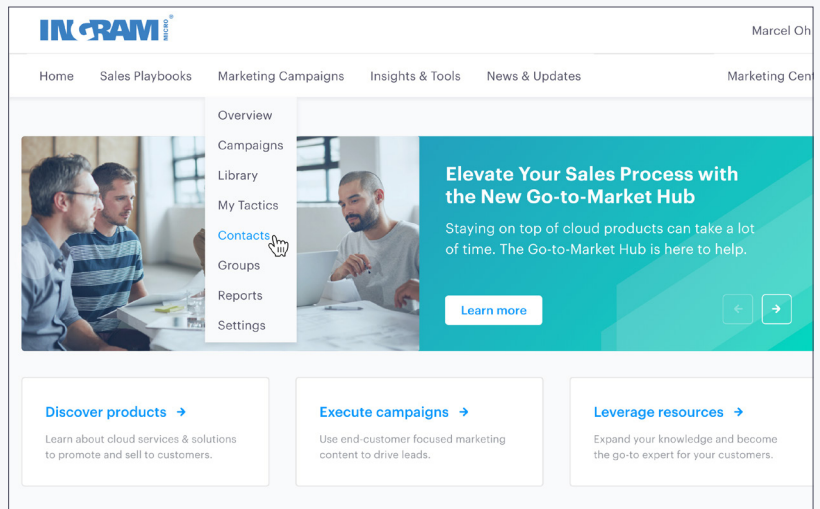 INGRAM MICRO®
Marcel Oh
Home Sales Playbooks Marketing Campaigns Insights & Tools News & Updates Marketing Cent
Overview
Campaigns
Library
My Tactics
Contacts
Groups
Reports
Settings
Elevate Your Sales Process with
the New Go-to-Market Hub
Staying on top of cloud products can take a lot
of time. The Go-to-Market Hub is here to help.
Learn more
Discover products →
Learn about cloud services & solutions
to promote and sell to customers.
Execute campaigns →
Use end-customer focused marketing
content to drive leads.
Leverage resources →
Expand your knowledge and become
the go-to expert for your customers.